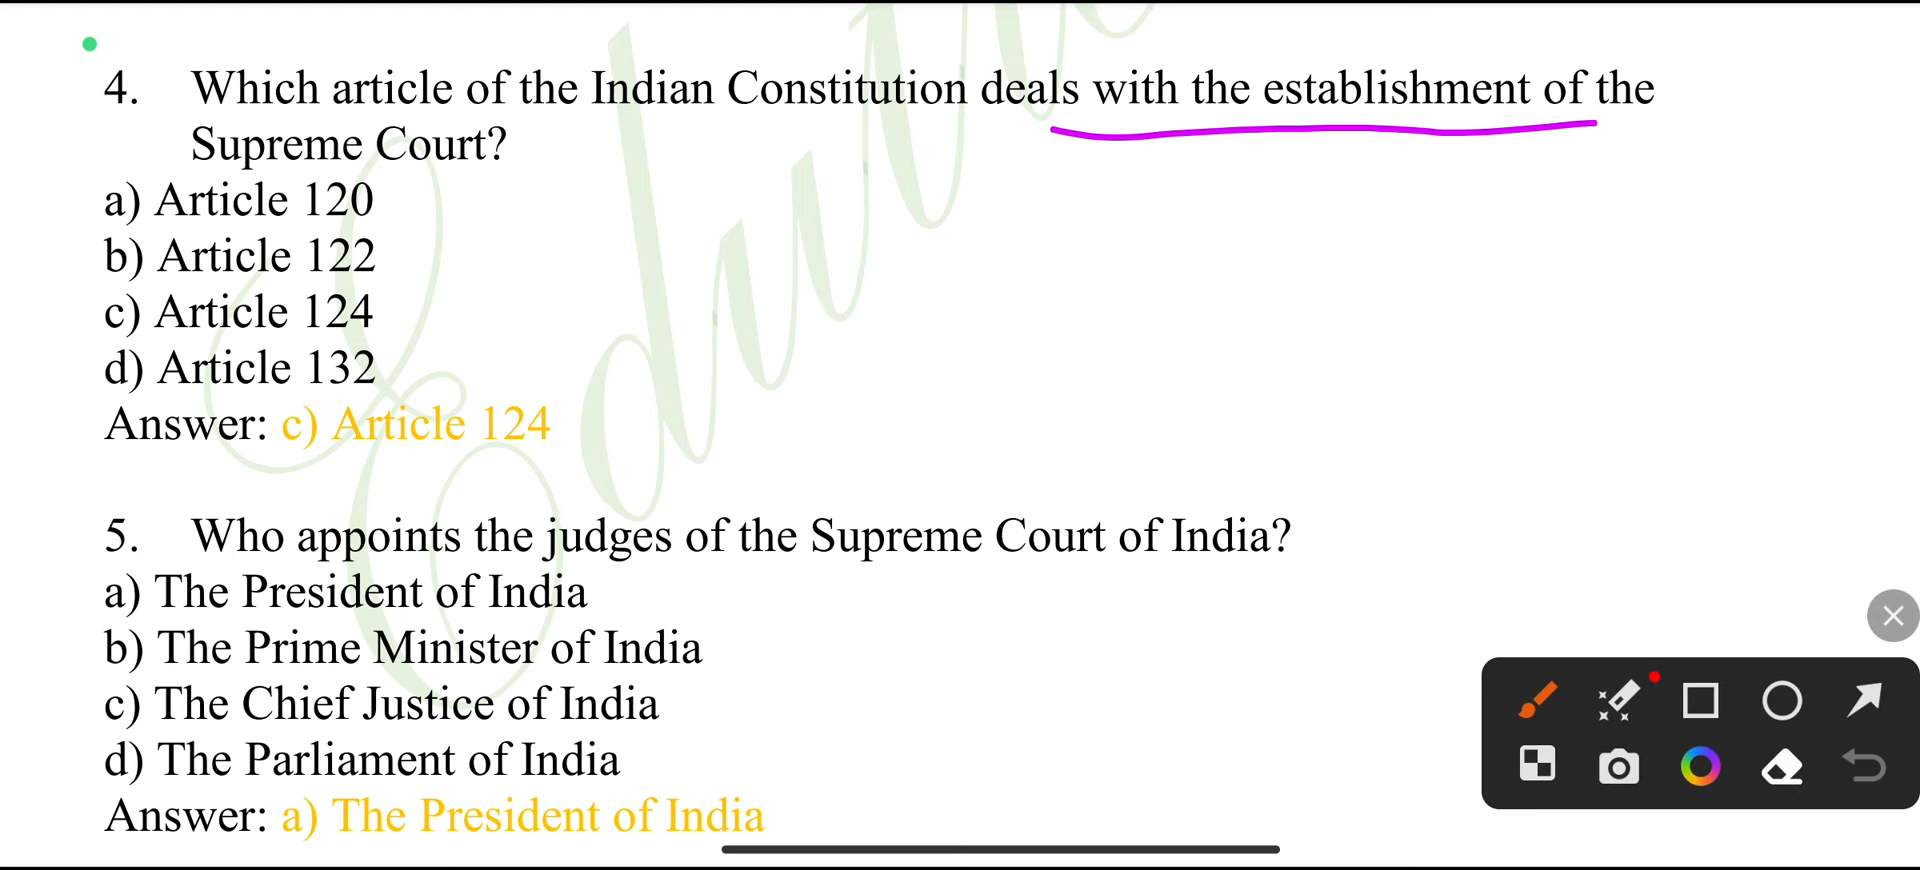 4. Which article of the Indian Constitution deals with the establishment of the
Supreme Court?
a) Article 120
b) Article 122
c) Article 124
d) Article 132
Answer: c) Article 124
5. Who appoints the judges of the Supreme Court of India?
a) The President of India
b) The Prime Minister of India
c) The Chief Justice of India
d) The Parliament of India
Answer: a) The President of India